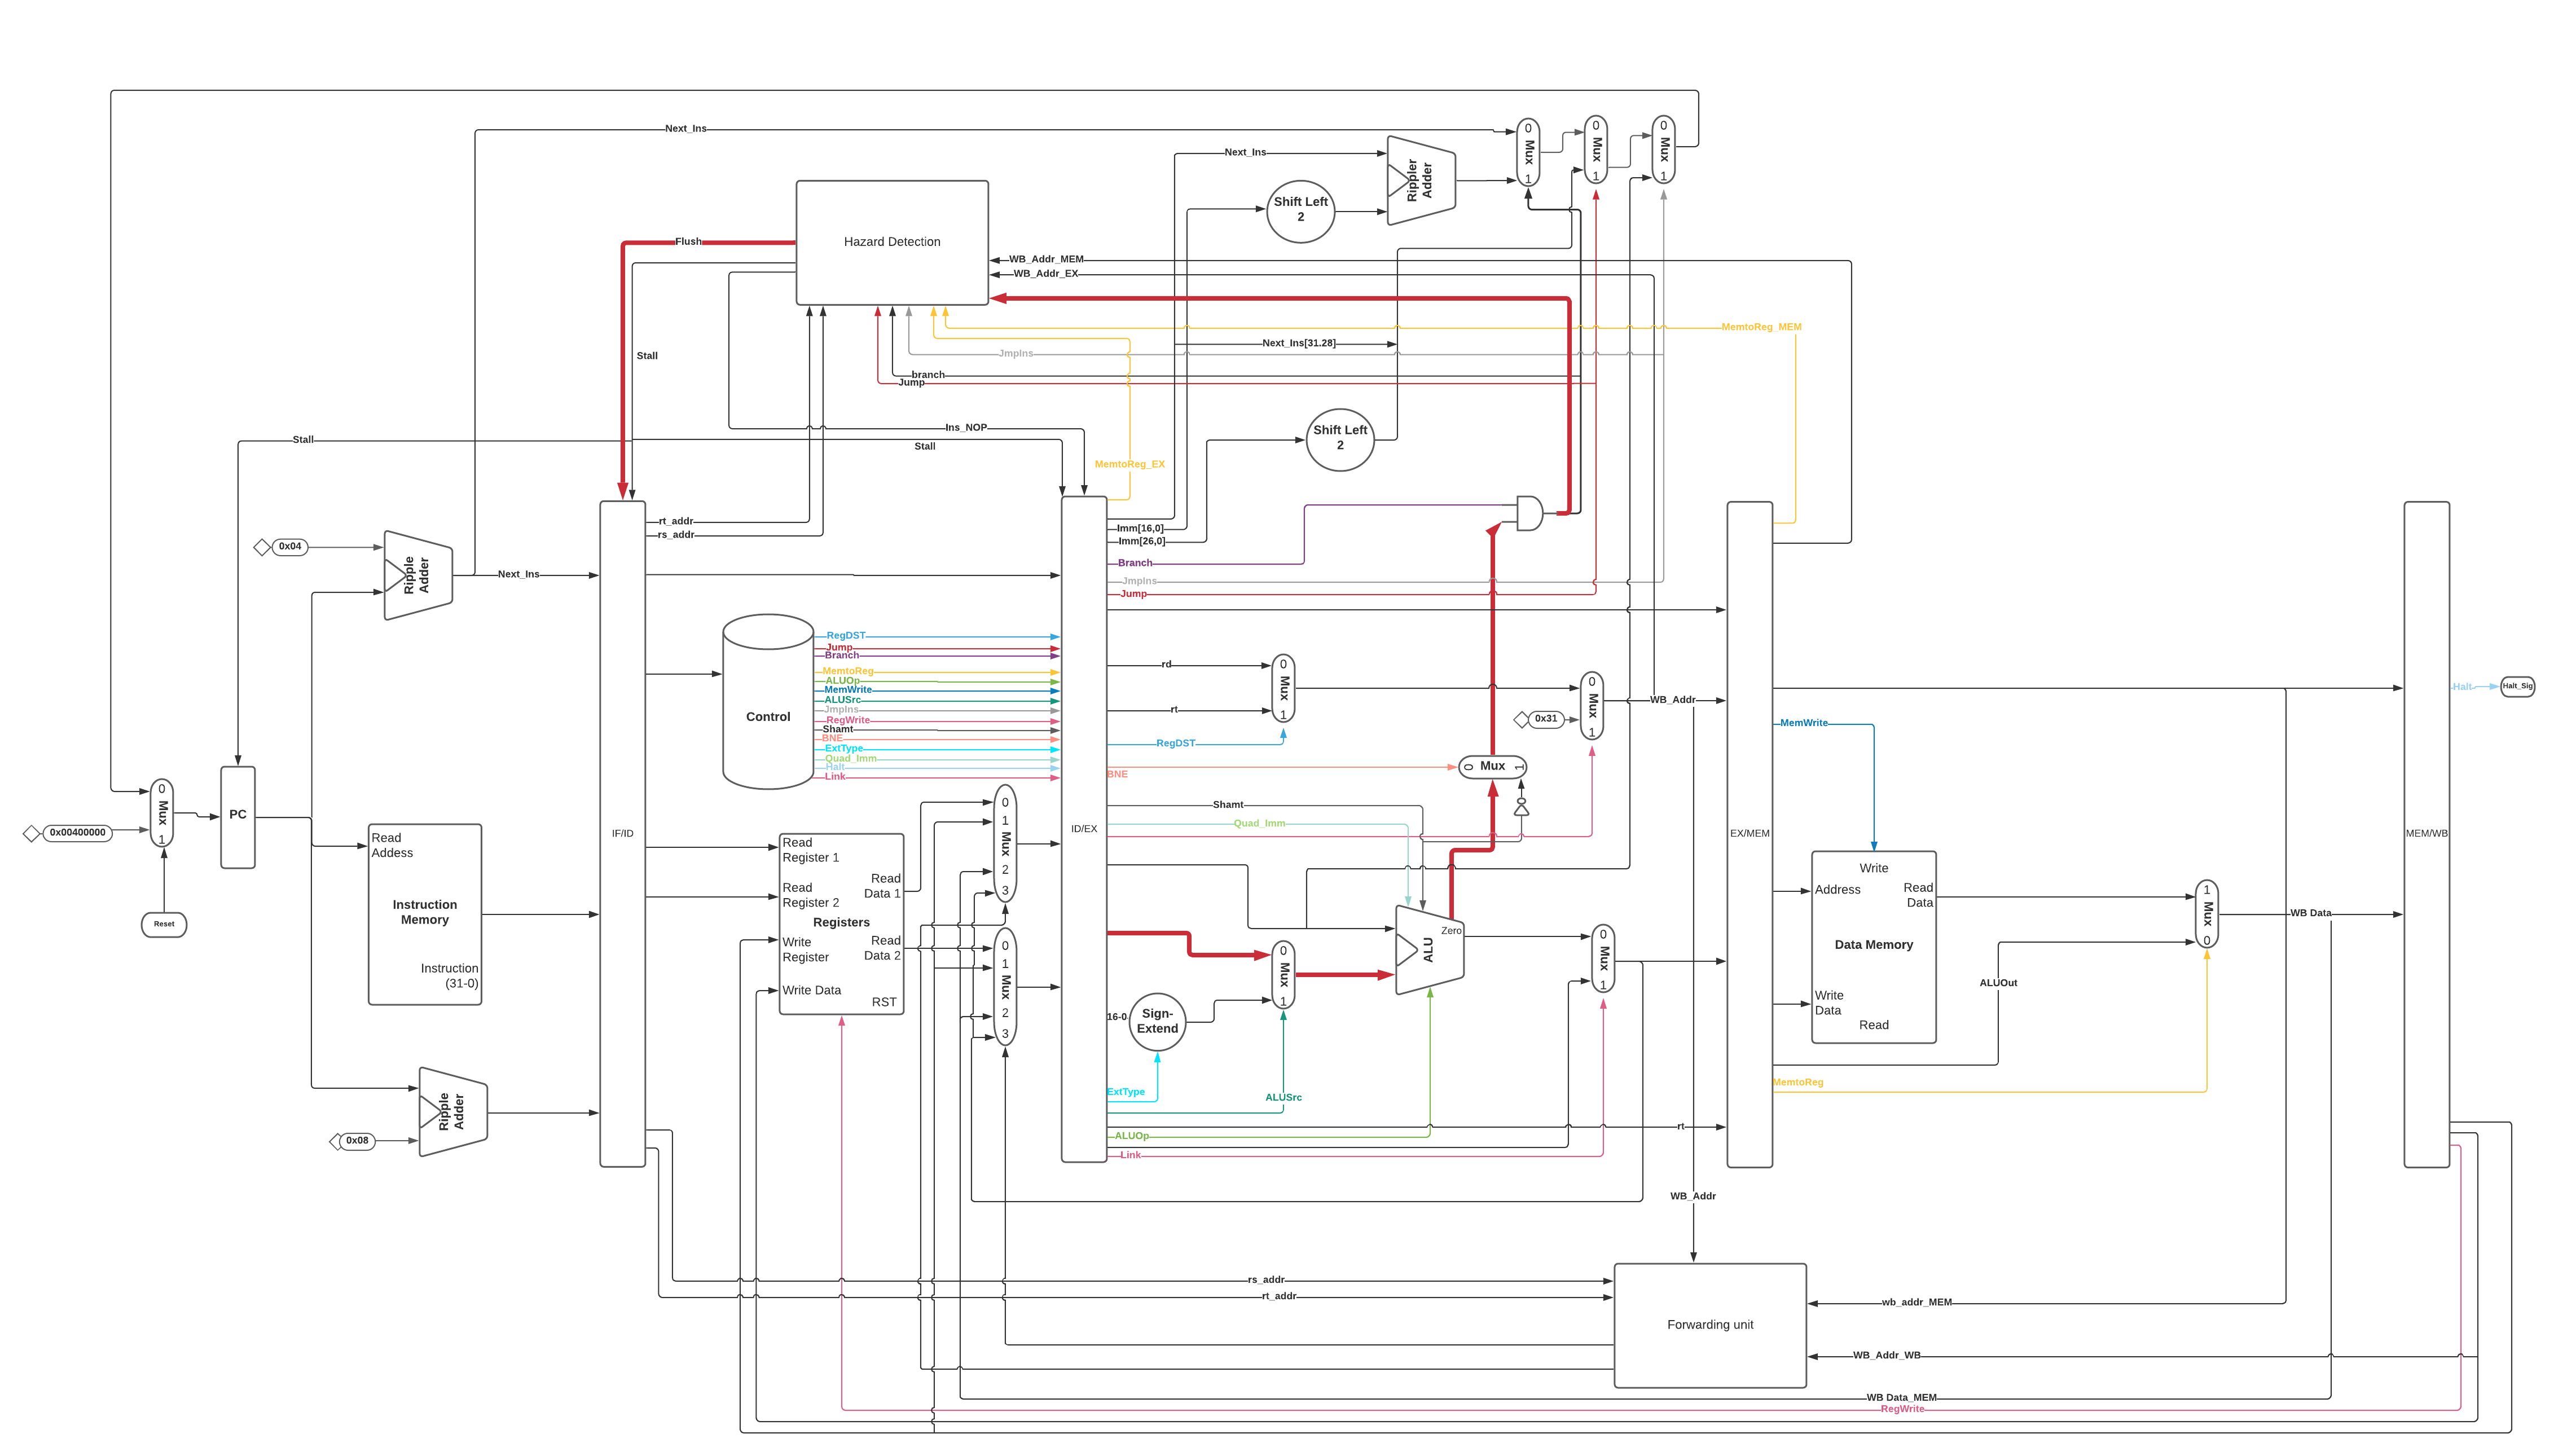 Next_Ins
0
Mux
1
0
Mux
1
0
Mux
1
Next_Ins
Rippler
Adder
Shift Left
2
Hazard Detection
Flush
WB_Addr_MEM
WB_Addr_EX
MemtoReg_MEM
Next_Ins[31.28]
JmpIns
Stall
branch
Jump
Ins_NOP
Stall
Stall
Shift Left
2
MemtoReg_EX
rt_addr
rs_addr
Imm[16,0]
Imm[26,0]
0x04
Ripple
Adder
Next_Ins
Branch
JmpIns
Jump
RegDST
Jump
Branch
MemtoReg
ALUOp
MemWrite
ALUSrc
JmpIns
RegWrite
Shamt
BNE
ExtType
Quad_Imm
Halt
Link
Control
rd
rt
0
Mux
1
RegDST
0
Mux
1
0x31
WB_Addr
Halt
Halt_Sig
MemWrite
BNE
0
Mux
1
0
Mux
1
PC
0x00400000
Reset
Read
Addess
Instruction
Memory
Instruction
(31-0)
IF/ID
Read
Register 1
Read
Register 2
Read
Data 1
Registers
Write
Register
Read
Data 2
Write Data
RST
0
1
Mux
2
3
0
1
Mux
2
3
ID/EX
Shamt
Quad_Imm
EX/MEM
MEM/WB
Zero
ALU
0
Mux
1
0
Mux
1
16-0
Sign-
Extend
ExtType
ALUSrc
ALUOp
Link
rt
Write
Address
Read
Data
Data Memory
Write
Data
Read
1
Mux
0
WB Data
ALUOut
MemtoReg
Ripple
Adder
0x08
WB_Addr
rs_addr
rt_addr
Forwarding unit
wb_addr_MEM
WB_Addr_WB
WB Data_MEM
RegWrite